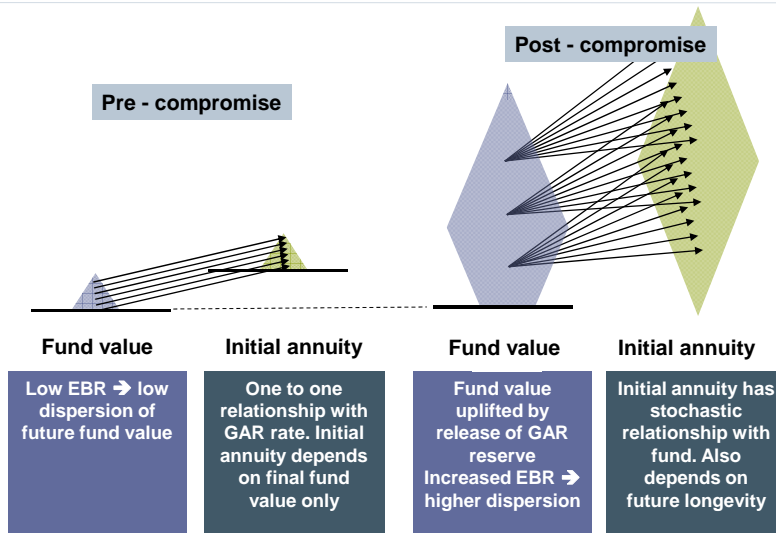 Post - compromise
Pre - compromise
Fund value
Initial annuity
Fund value
Initial annuity
Low EBR ➔ low
dispersion of
future fund value
One to one
relationship with
GAR rate. Initial
annuity depends
on final fund
value only
Fund value
uplifted by
release of GAR
reserve
Increased EBR ➔
higher dispersion
Initial annuity has
stochastic
relationship with
fund. Also
depends on
future longevity